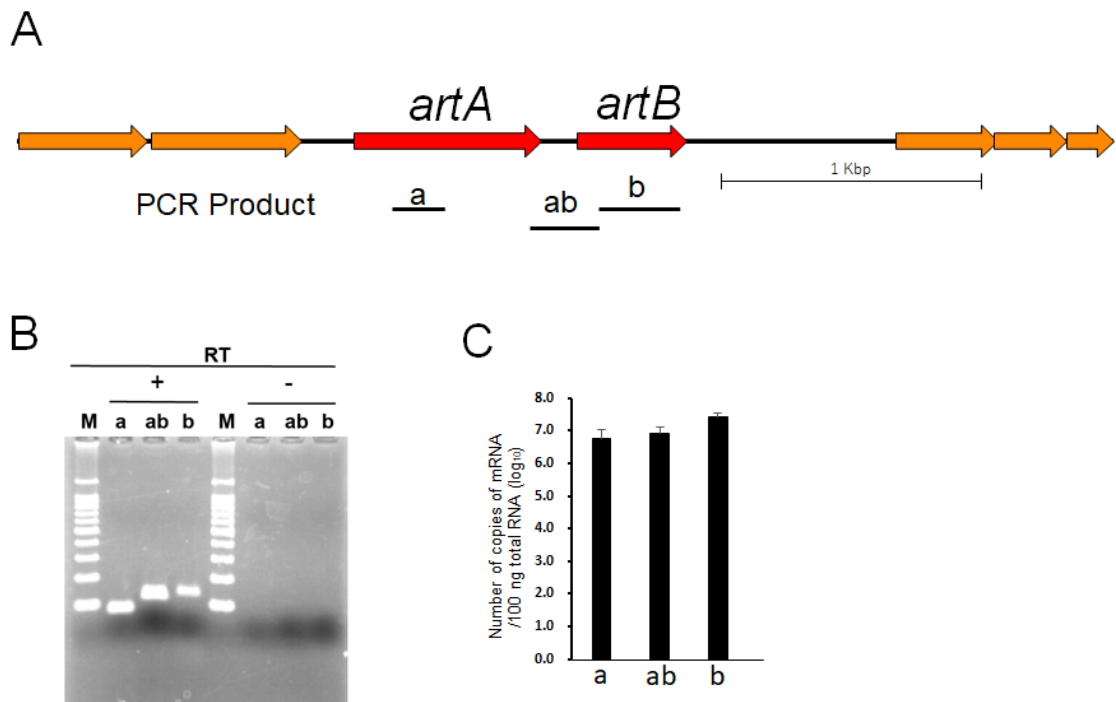 A
artA artB
1 Kbp
PCR Product a ab b
B
RT
+ -
M a ab b M a ab b
C
Number of copies of mRNA
/100 ng total RNA (log₁₀)
8.0
7.0
6.0
5.0
4.0
3.0
2.0
1.0
0.0
a ab b